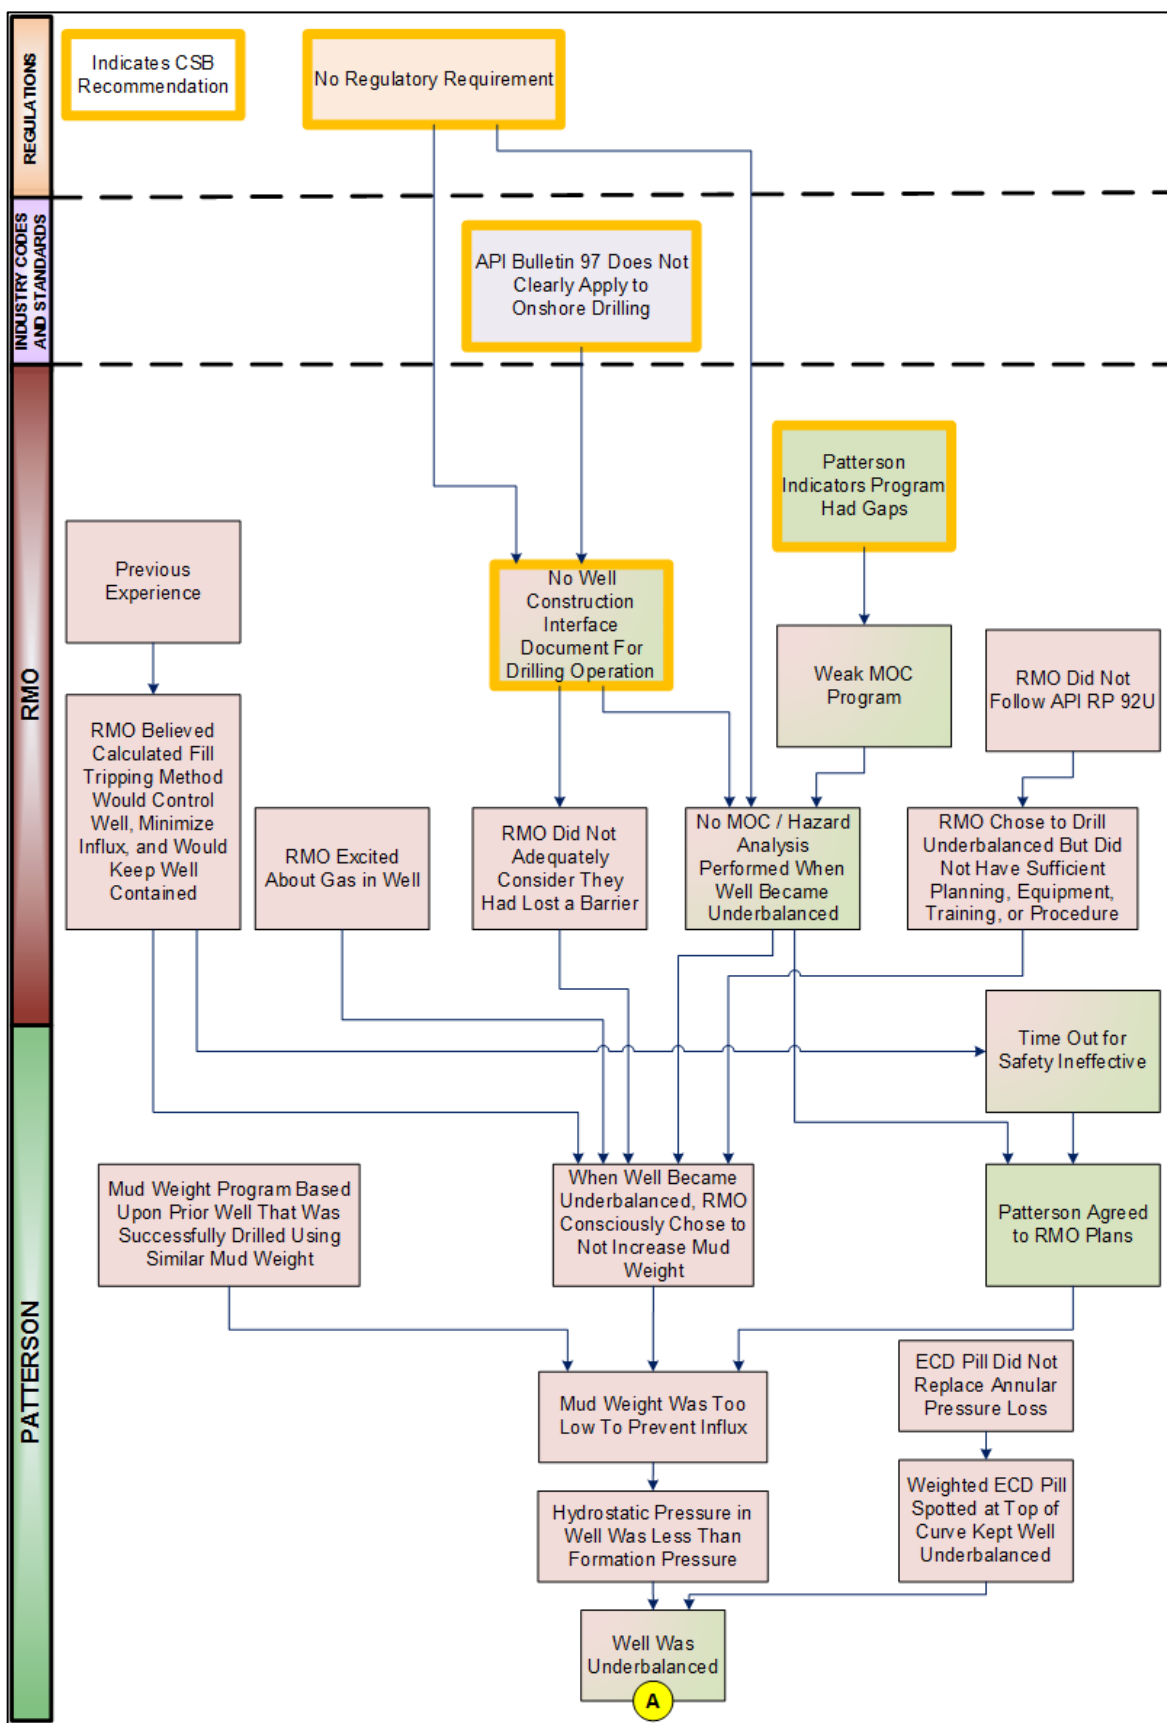 REGULATIONS
Indicates CSB
Recommendation
No Regulatory Requirement
INDUSTRY CODES
AND STANDARDS
API Bulletin 97 Does Not
Clearly Apply to
Onshore Drilling
RMO
Patterson
Indicators Program
Had Gaps
Previous
Experience
No Well
Construction
Interface
Document For
Drilling Operation
Weak MOC
Program
RMO Did Not
Follow API RP 92U
RMO Believed
Calculated Fill
Tripping Method
Would Control
Well, Minimize
Influx, and Would
Keep Well
Contained
RMO Excited
About Gas in Well
RMO Did Not
Adequately
Consider They
Had Lost a Barrier
No MOC / Hazard
Analysis
Performed When
Well Became
Underbalanced
RMO Chose to Drill
Underbalanced But Did
Not Have Sufficient
Planning, Equipment,
Training, or Procedure
PATTERSON
Time Out for
Safety Ineffective
Mud Weight Program Based
Upon Prior Well That Was
Successfully Drilled Using
Similar Mud Weight
When Well Became
Underbalanced, RMO
Consciously Chose to
Not Increase Mud
Weight
Patterson Agreed
to RMO Plans
Mud Weight Was Too
Low To Prevent Influx
ECD Pill Did Not
Replace Annular
Pressure Loss
Hydrostatic Pressure in
Well Was Less Than
Formation Pressure
Weighted ECD Pill
Spotted at Top of
Curve Kept Well
Underbalanced
Well Was
Underbalanced
A